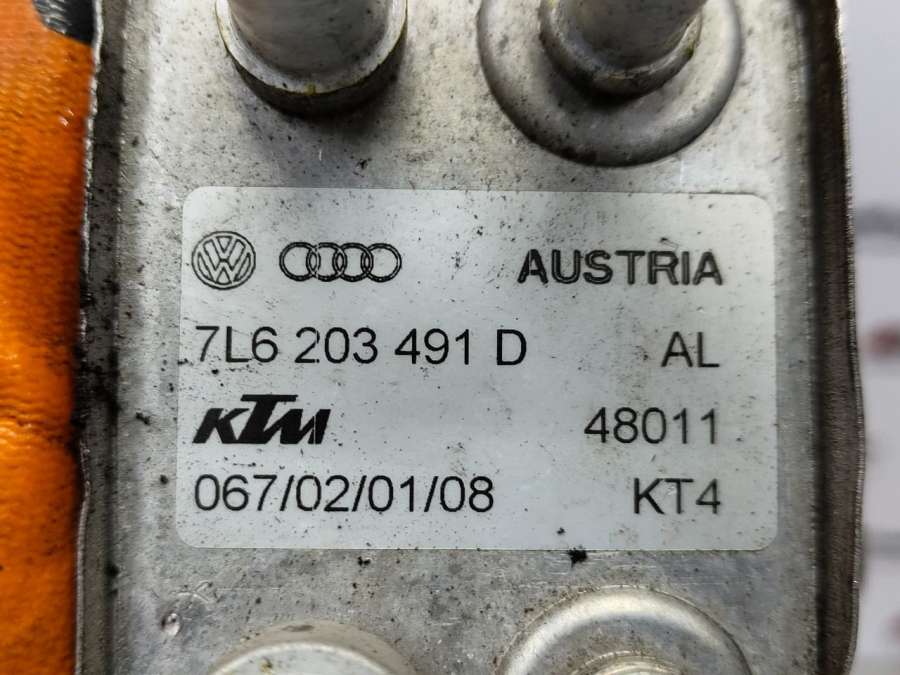 AUSTRIA
7L6 203 491 D AL
KTM 48011
067/02/01/08 KT4